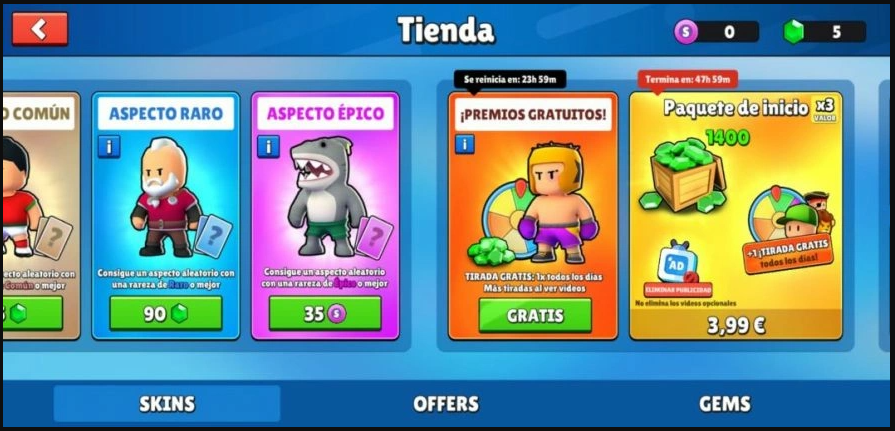 Tienda
S 0
5
Se reinicia en: 23h 59m
Termina en: 47h 59m
O COMÚN
ASPECTO RARO
ASPECTO ÉPICO
¡PREMIOS GRATUITOS!
Paquete de inicio x3
VALOR
1400
i
i
i
?
?
?
AD
+1 ¡TIRADA GRATIS
todos los días!
ecto aleatorio con
Común o mejor
Consigue un aspecto aleatorio con
una rareza de Raro o mejor
Consigue un aspecto aleatorio
con una rareza de Épico o mejor
TIRADA GRATIS: 1x todos los días
Más tiradas al ver videos
ELIMINAR PUBLICIDAD
No elimina los videos opcionales
90
35 S
GRATIS
3,99 €
SKINS
OFFERS
GEMS